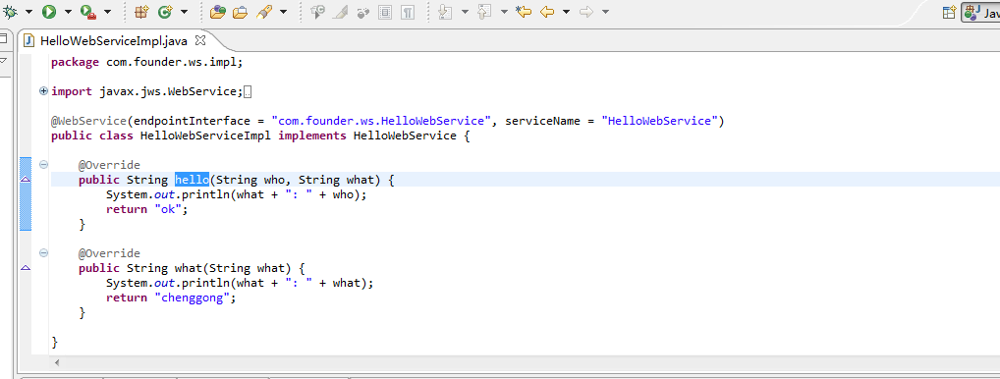 Jav
HelloWebServiceImpl.java
package com.founder.ws.impl;
import javax.jws.WebService;
@WebService(endpointInterface = "com.founder.ws.HelloWebService", serviceName = "HelloWebService")
public class HelloWebServiceImpl implements HelloWebService {
@Override
public String hello(String who, String what) {
System.out.println(what + ": " + who);
return "ok";
}
@Override
public String what(String what) {
System.out.println(what + ": " + what);
return "chenggong";
}
}